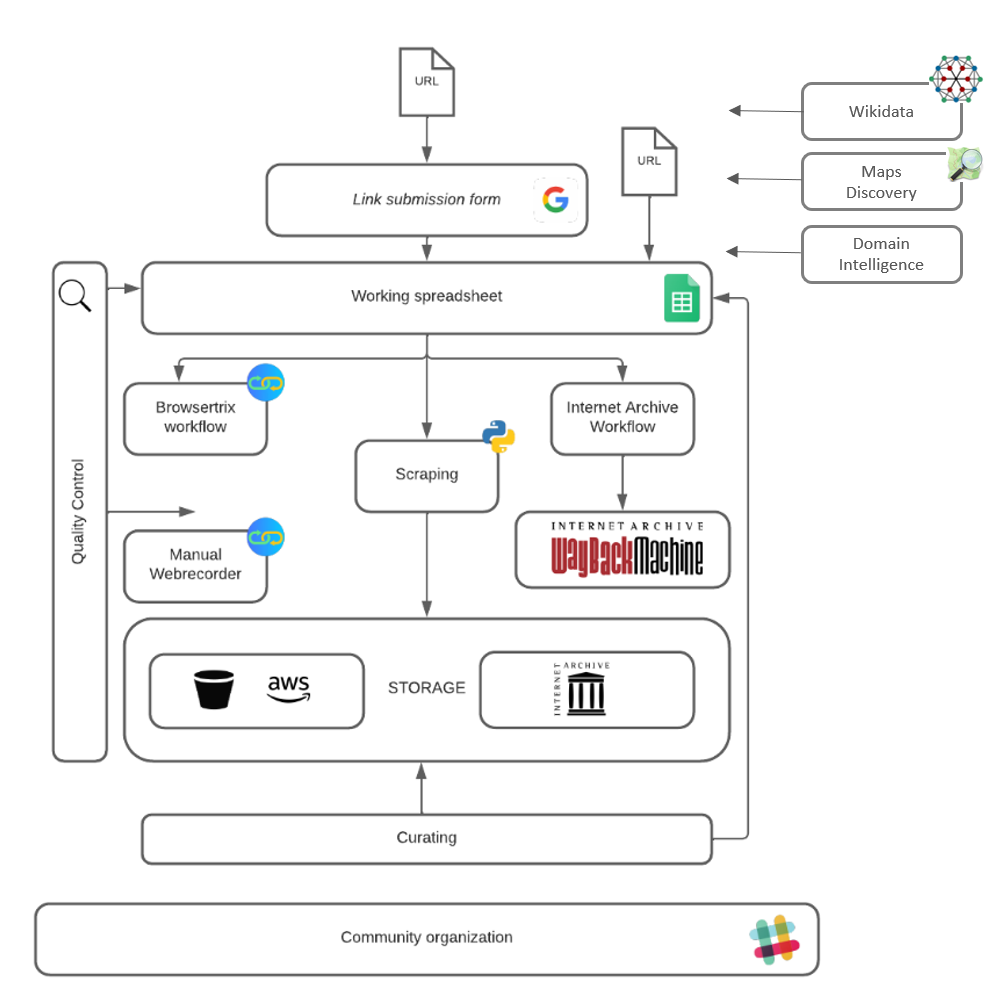 URL
Wikidata
URL
Maps
Discovery
Link submission form
G
Domain
Intelligence
Working spreadsheet
Browsertrix
workflow
Internet Archive
Workflow
Scraping
Quality Control
INTERNET ARCHIVE
WayBackMachine
Manual
Webrecorder
aws
STORAGE
INTERNET ARCHIVE
Curating
Community organization